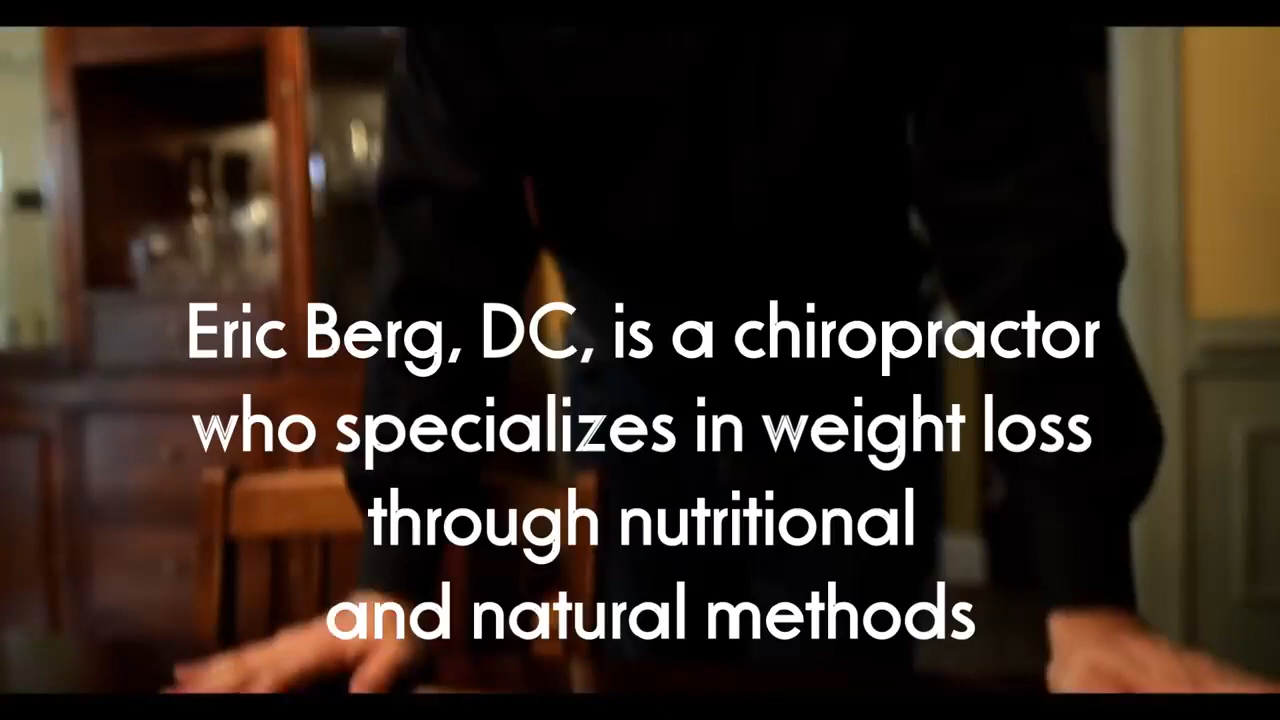 Eric Berg, DC, is a chiropractor
who specializes in weight loss
through nutritional
and natural methods